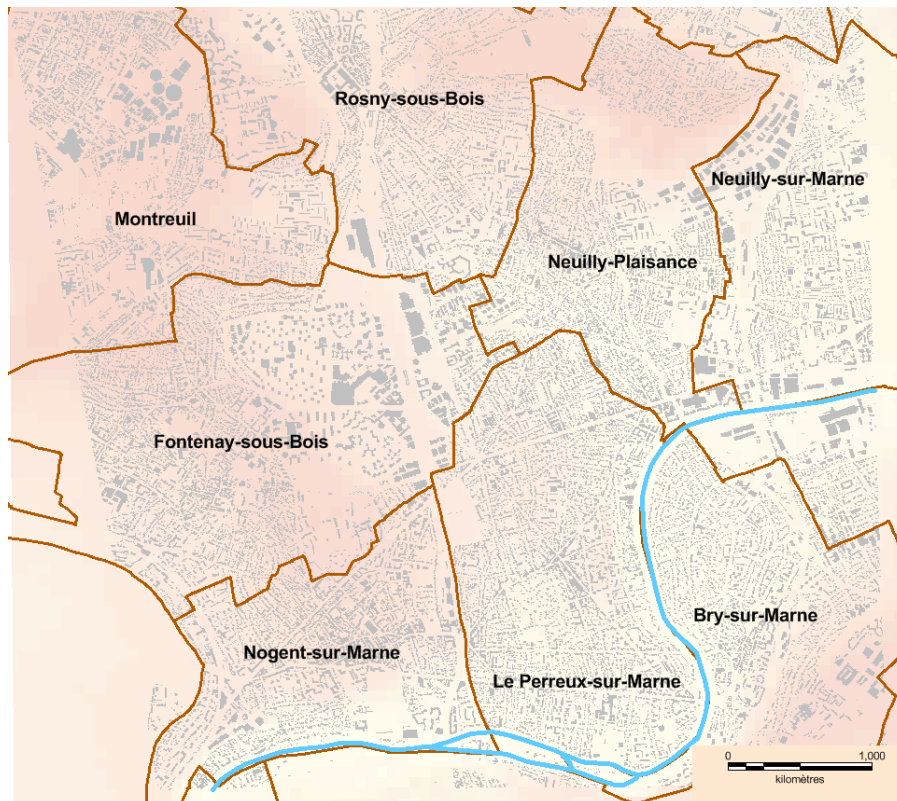 Rosny-sous-Bois
Neuilly-sur-Marne
Montreuil
Neuilly-Plaisance
Fontenay-sous-Bois
Bry-sur-Marne
Nogent-sur-Marne
Le Perreux-sur-Marne
0 1,000
kilomètres